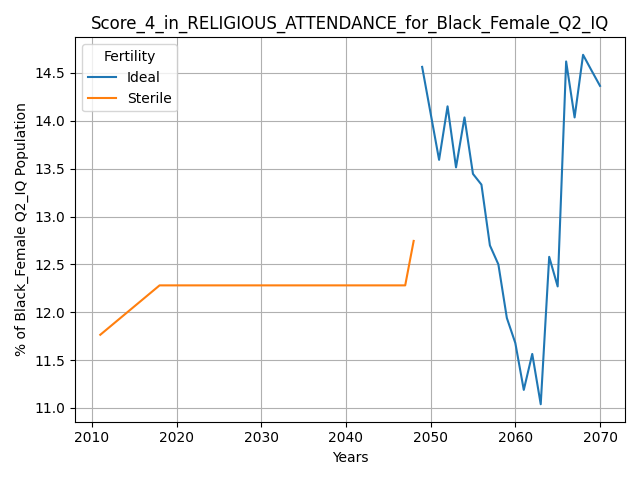 Score_4_in_RELIGIOUS_ATTENDANCE_for_Black_Female_Q2_IQ
Fertility
Ideal
Sterile
% of Black_Female Q2_IQ Population
14.5
14.0
13.5
13.0
12.5
12.0
11.5
11.0
2010 2020 2030 2040 2050 2060 2070
Years